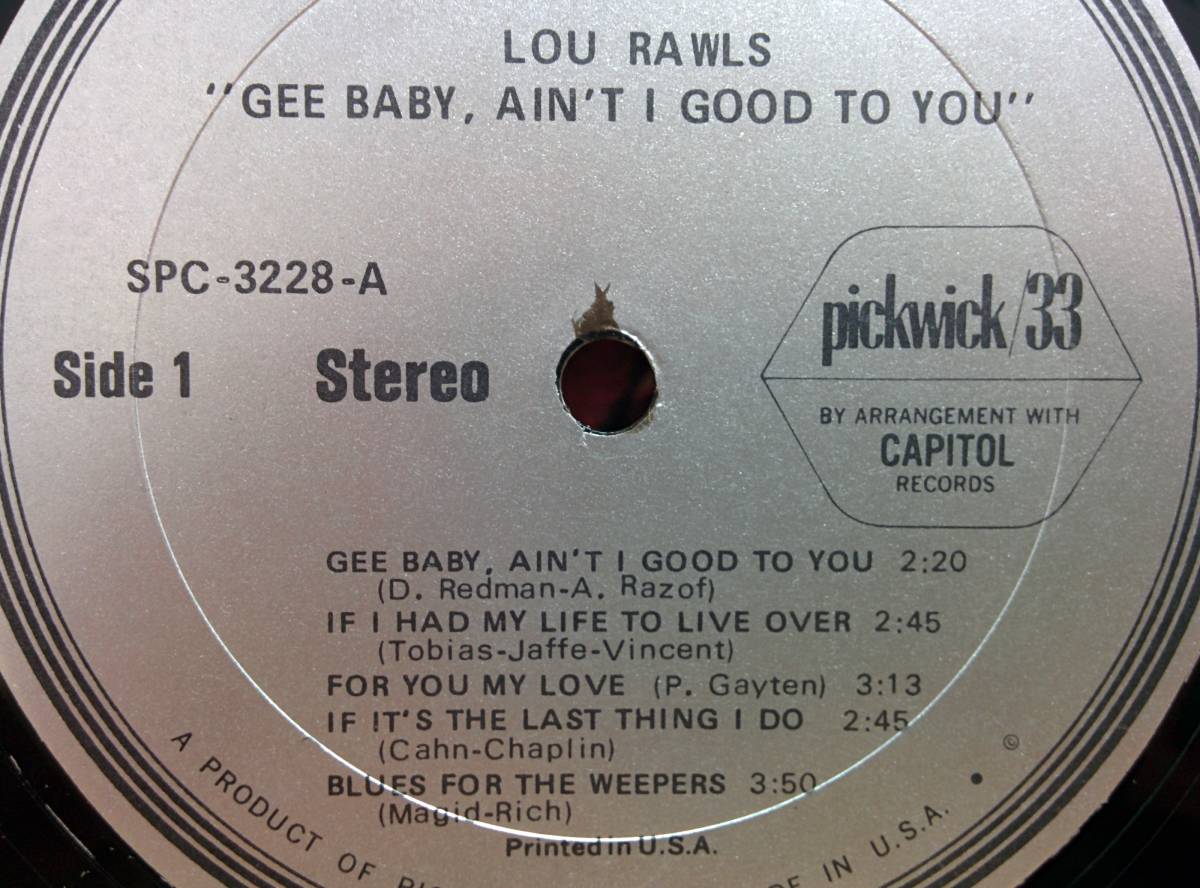 LOU RAWLS
"GEE BABY, AIN'T I GOOD TO YOU"
SPC-3228-A
Side 1 Stereo
pickwick/33
BY ARRANGEMENT WITH
CAPITOL
RECORDS
GEE BABY, AIN'T I GOOD TO YOU 2:20
(D. Redman-A. Razof)
IF I HAD MY LIFE TO LIVE OVER 2:45
(Tobias-Jaffe-Vincent)
FOR YOU MY LOVE (P. Gayten) 3:13
IF IT'S THE LAST THING I DO 2:45
(Cahn-Chaplin)
BLUES FOR THE WEEPERS 3:50
(Magid-Rich)
Printed in U.S.A.
A PRODUCT OF
IN U.S.A. • ©